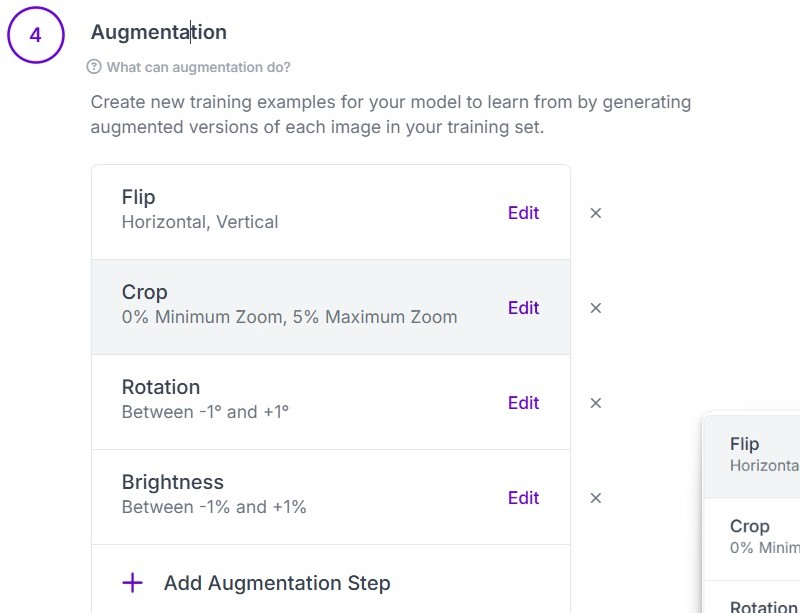 4
Augmentation
What can augmentation do?
Create new training examples for your model to learn from by generating
augmented versions of each image in your training set.
Flip
Horizontal, Vertical
Edit
×
Crop
0% Minimum Zoom, 5% Maximum Zoom
Edit
×
Rotation
Between -1° and +1°
Edit
×
Brightness
Between -1% and +1%
Edit
×
+ Add Augmentation Step
Flip
Horizonta
Crop
0% Minim
Rotation